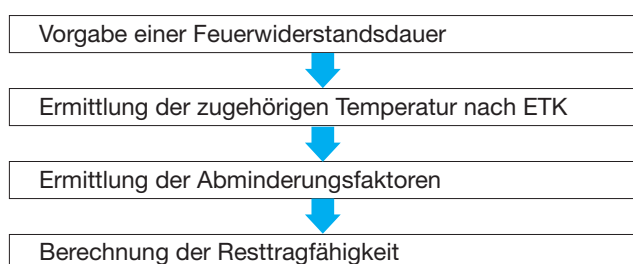 Vorgabe einer Feuerwiderstandsdauer
Ermittlung der zugehörigen Temperatur nach ETK
Ermittlung der Abminderungsfaktoren
Berechnung der Resttragfähigkeit